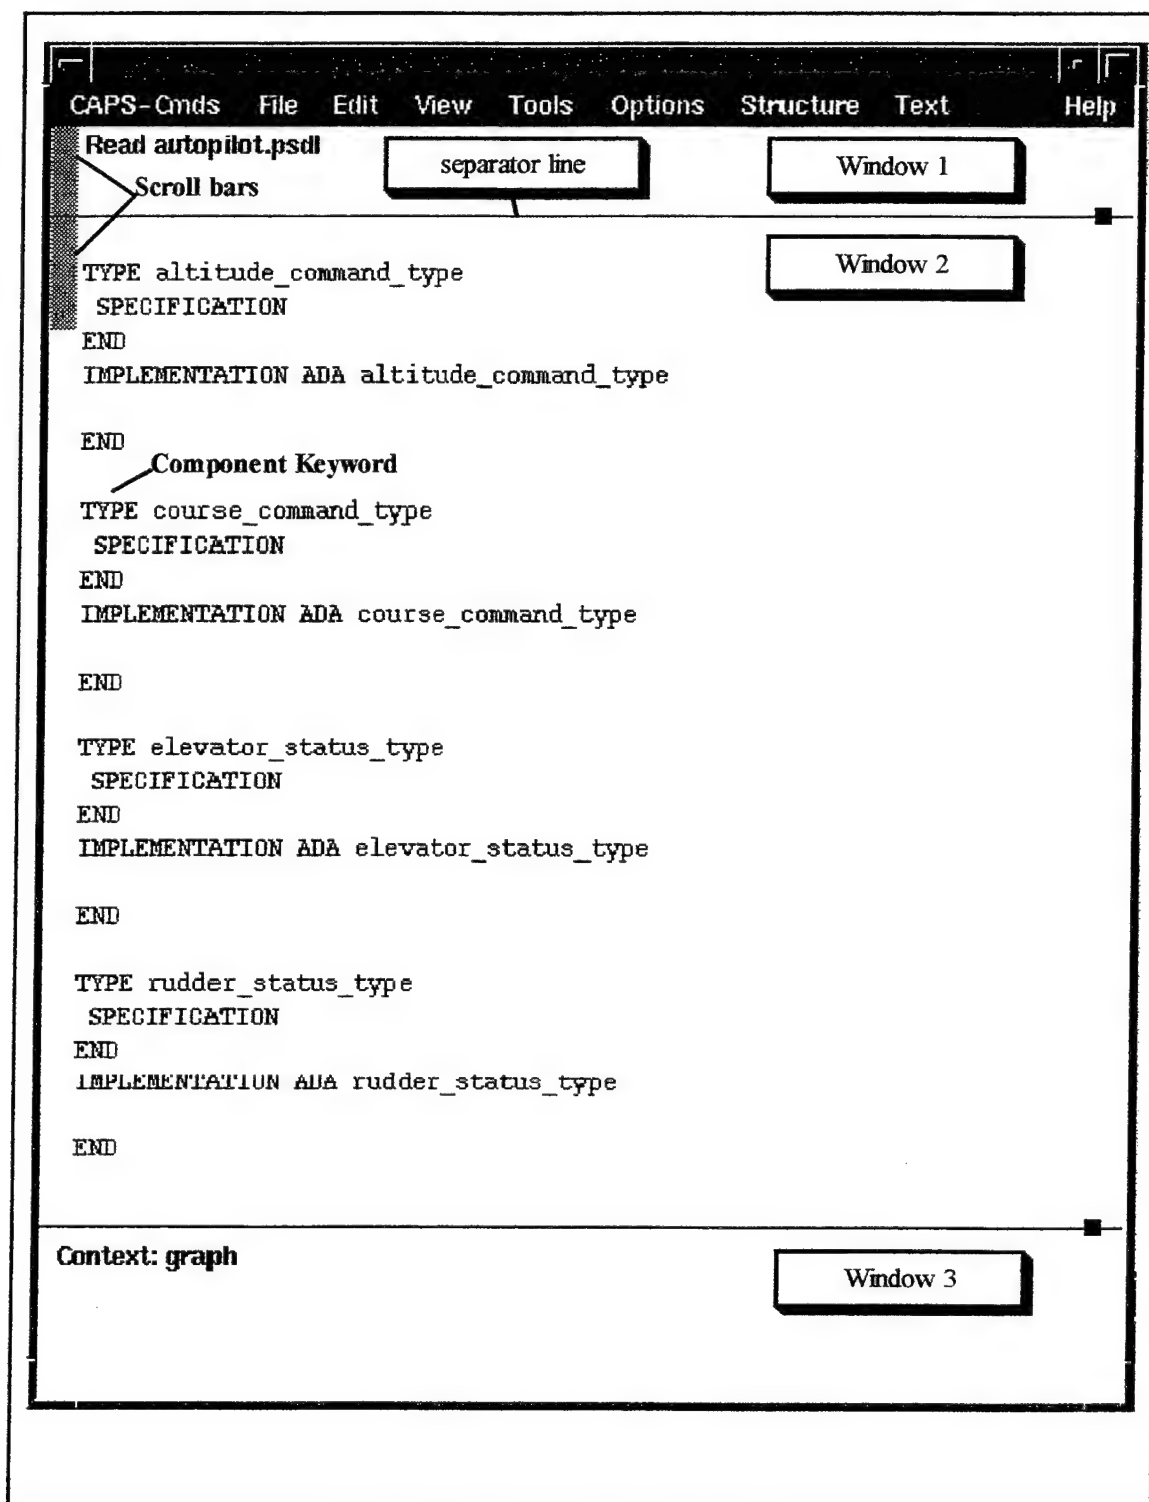 CAPS-Cmds File Edit View Tools Options Structure Text Help
Read autopilot.psdl
separator line
Window 1
Scroll bars
Window 2
TYPE altitude_command_type
SPECIFICATION
END
IMPLEMENTATION ADA altitude_command_type
END
Component Keyword
TYPE course_command_type
SPECIFICATION
END
IMPLEMENTATION ADA course_command_type
END
TYPE elevator_status_type
SPECIFICATION
END
IMPLEMENTATION ADA elevator_status_type
END
TYPE rudder_status_type
SPECIFICATION
END
IMPLEMENTATION ADA rudder_status_type
END
Context: graph
Window 3